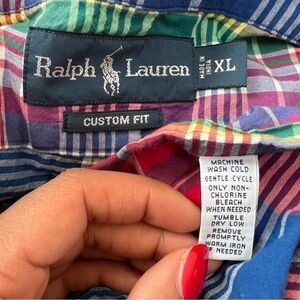 Ralph Lauren
MADE IN
XL
CUSTOM FIT
MACHINE
WASH COLD
GENTLE CYCLE
ONLY NON-
CHLORINE
BLEACH
WHEN NEEDED
TUMBLE
DRY LOW
REMOVE
PROMPTLY
WARM IRON
IF NEEDED